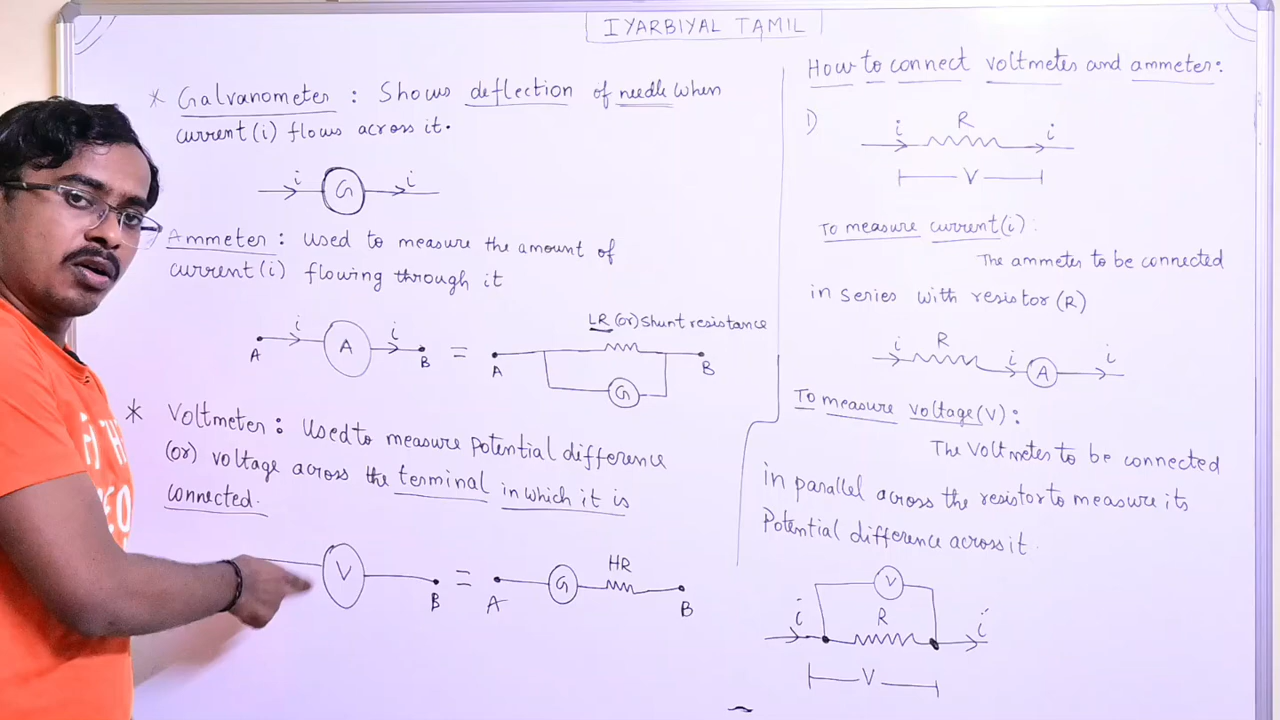 IYARBIYAL TAMIL
* Galvanometer : Shows deflection of needle when
current (i) flows across it.
i i
G
Ammeter : used to measure the amount of
current (i) flowing through it
LR (or) Shunt resistance
i i
A A B = A B
G
* Voltmeter : Used to measure potential difference
(or) voltage across the terminal in which it is
connected.
HR
V B = A G B
How to connect voltmeter and ammeter :
1)
i R i
V
To measure current (i) :
The ammeter to be connected
in series with resistor (R)
i R i A i
To measure voltage (V) :
The Voltmeter to be connected
in parallel across the resistor to measure its
Potential difference across it.
V
i R i
V